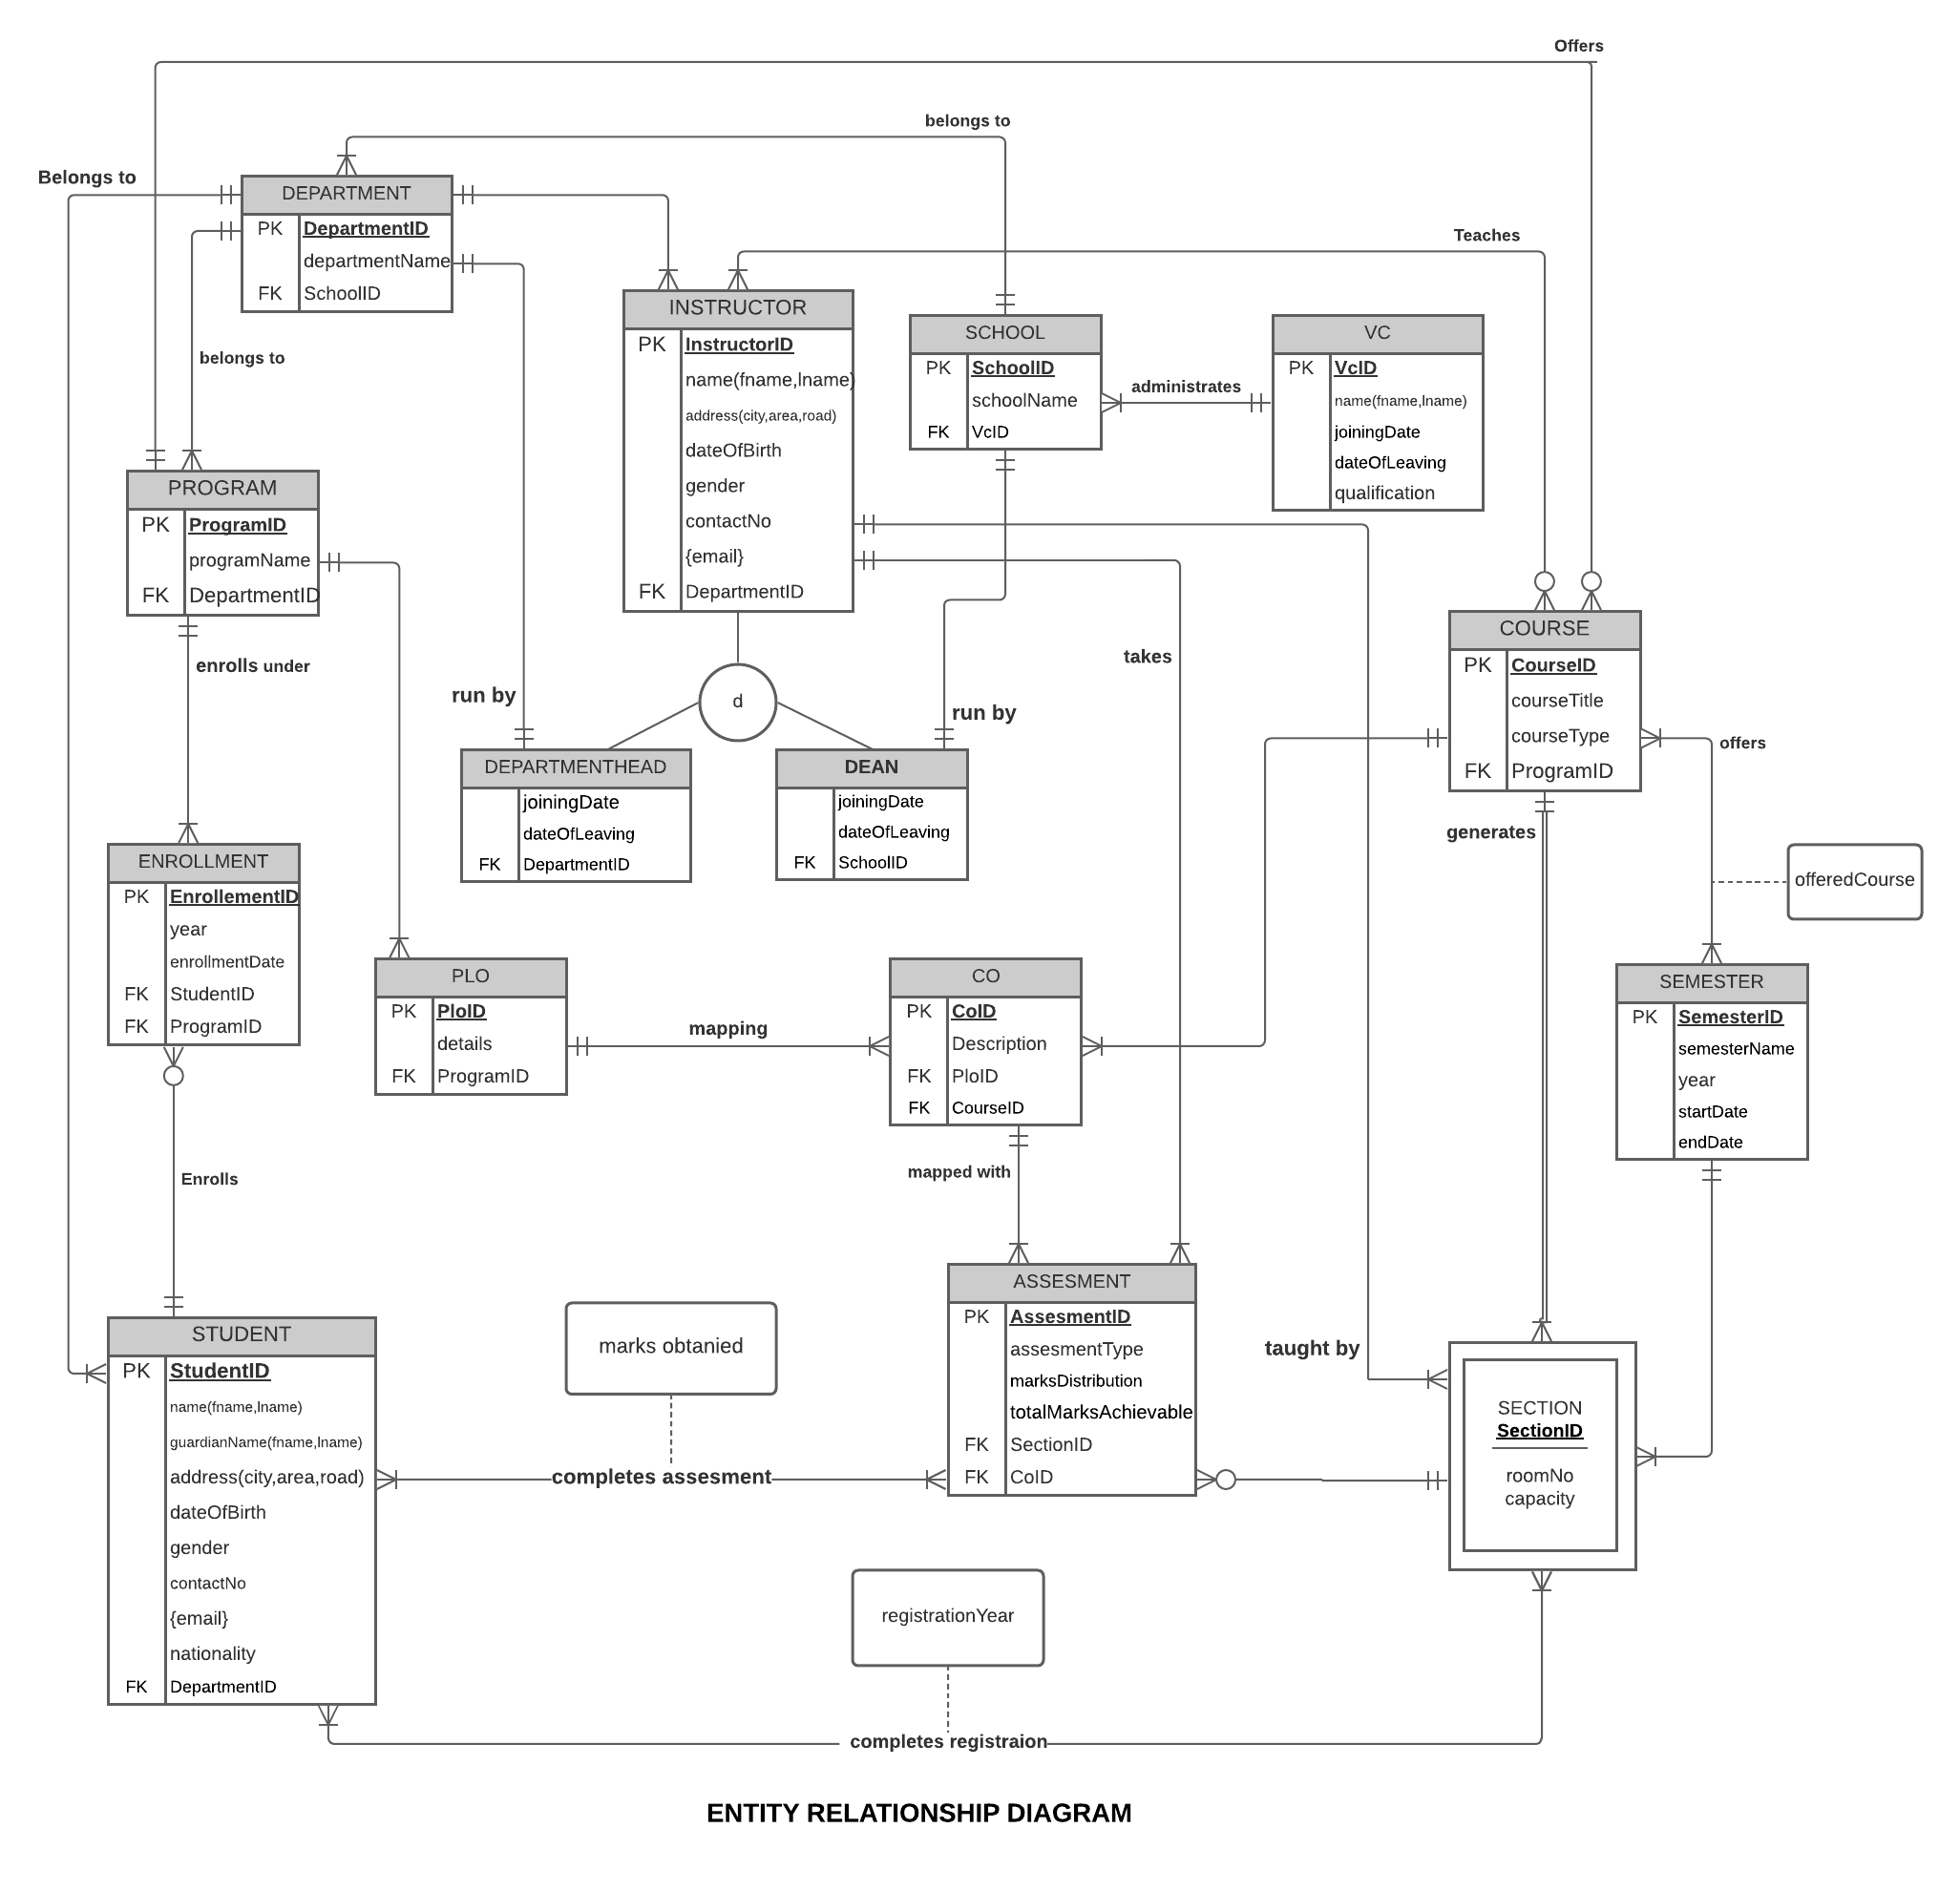 Offers
belongs to
Belongs to
DEPARTMENT
PK DepartmentID
departmentName
FK SchoolID
Teaches
INSTRUCTOR
PK InstructorID
name(fname,lname)
address(city,area,road)
dateOfBirth
gender
contactNo
{email}
FK DepartmentID
SCHOOL
PK SchoolID
schoolName
FK VcID
administrates
VC
PK VcID
name(fname,lname)
joiningDate
dateOfLeaving
qualification
belongs to
PROGRAM
PK ProgramID
programName
FK DepartmentID
enrolls under
run by
d
run by
takes
COURSE
PK CourseID
courseTitle
courseType
FK ProgramID
offers
generates
offeredCourse
DEPARTMENTHEAD
joiningDate
dateOfLeaving
FK DepartmentID
DEAN
joiningDate
dateOfLeaving
FK SchoolID
ENROLLMENT
PK EnrollementID
year
enrollmentDate
FK StudentID
FK ProgramID
PLO
PK PloID
details
FK ProgramID
mapping
CO
PK CoID
Description
FK PloID
FK CourseID
SEMESTER
PK SemesterID
semesterName
year
startDate
endDate
Enrolls
mapped with
STUDENT
PK StudentID
name(fname,lname)
guardianName(fname,lname)
address(city,area,road)
dateOfBirth
gender
contactNo
{email}
nationality
FK DepartmentID
marks obtanied
completes assesment
ASSESMENT
PK AssesmentID
assesmentType
marksDistribution
totalMarksAchievable
FK SectionID
FK CoID
taught by
SECTION
SectionID
roomNo
capacity
registrationYear
completes registraion
ENTITY RELATIONSHIP DIAGRAM